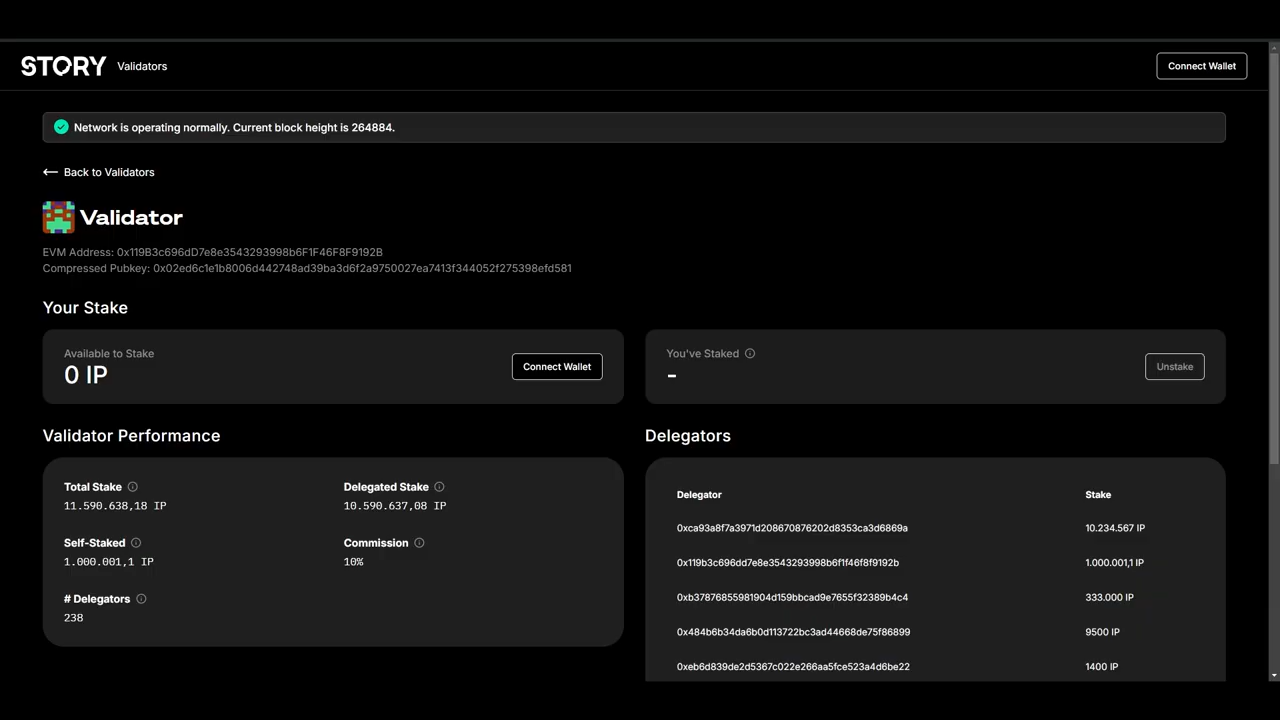 STORY Validators Connect Wallet
Network is operating normally. Current block height is 264884.
Back to Validators
Validator
EVM Address: 0x119B3c696dD7e8e3543293998b6F1F46F8F9192B
Compressed Pubkey: 0x02ed6c1e1b8006d442748ad39ba3d6f2a9750027ea7413f344052f275398efd581
Your Stake
Available to Stake
0 IP
Connect Wallet
You've Staked
-
Unstake
Validator Performance
Total Stake
11.590.638,18 IP
Delegated Stake
10.590.637,08 IP
Self-Staked
1.000.001,1 IP
Commission
10%
# Delegators
238
Delegators
Delegator Stake
0xca93a8f7a3971d208670876202d8353ca3d6869a 10.234.567 IP
0x119b3c696dd7e8e3543293998b6f1f46f8f9192b 1.000.001,1 IP
0xb37876855981904d159bbcad9e7655f32389b4c4 333.000 IP
0x484b6b34da6b0d113722bc3ad44668de75f86899 9500 IP
0xeb6d839de2d5367c022e266aa5fce523a4d6be22 1400 IP